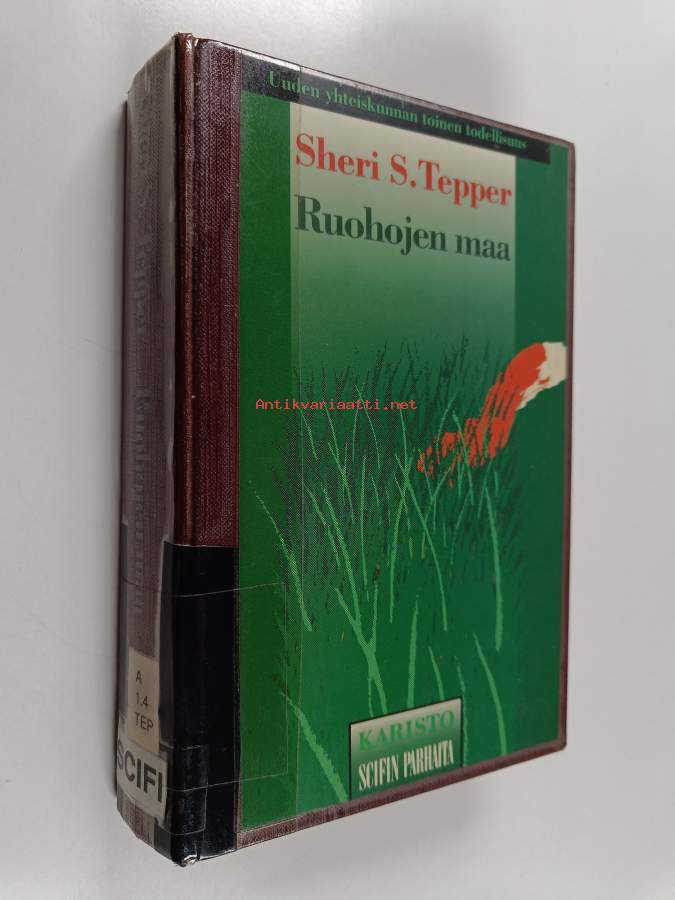 Uuden yhteiskunnan toinen todellisuus
Sheri S. Tepper
Ruohojen maa
Antikvariaatti.net
KARISTO
SCIFIN PARHAITA
A
1.4
TEP
SCIFI